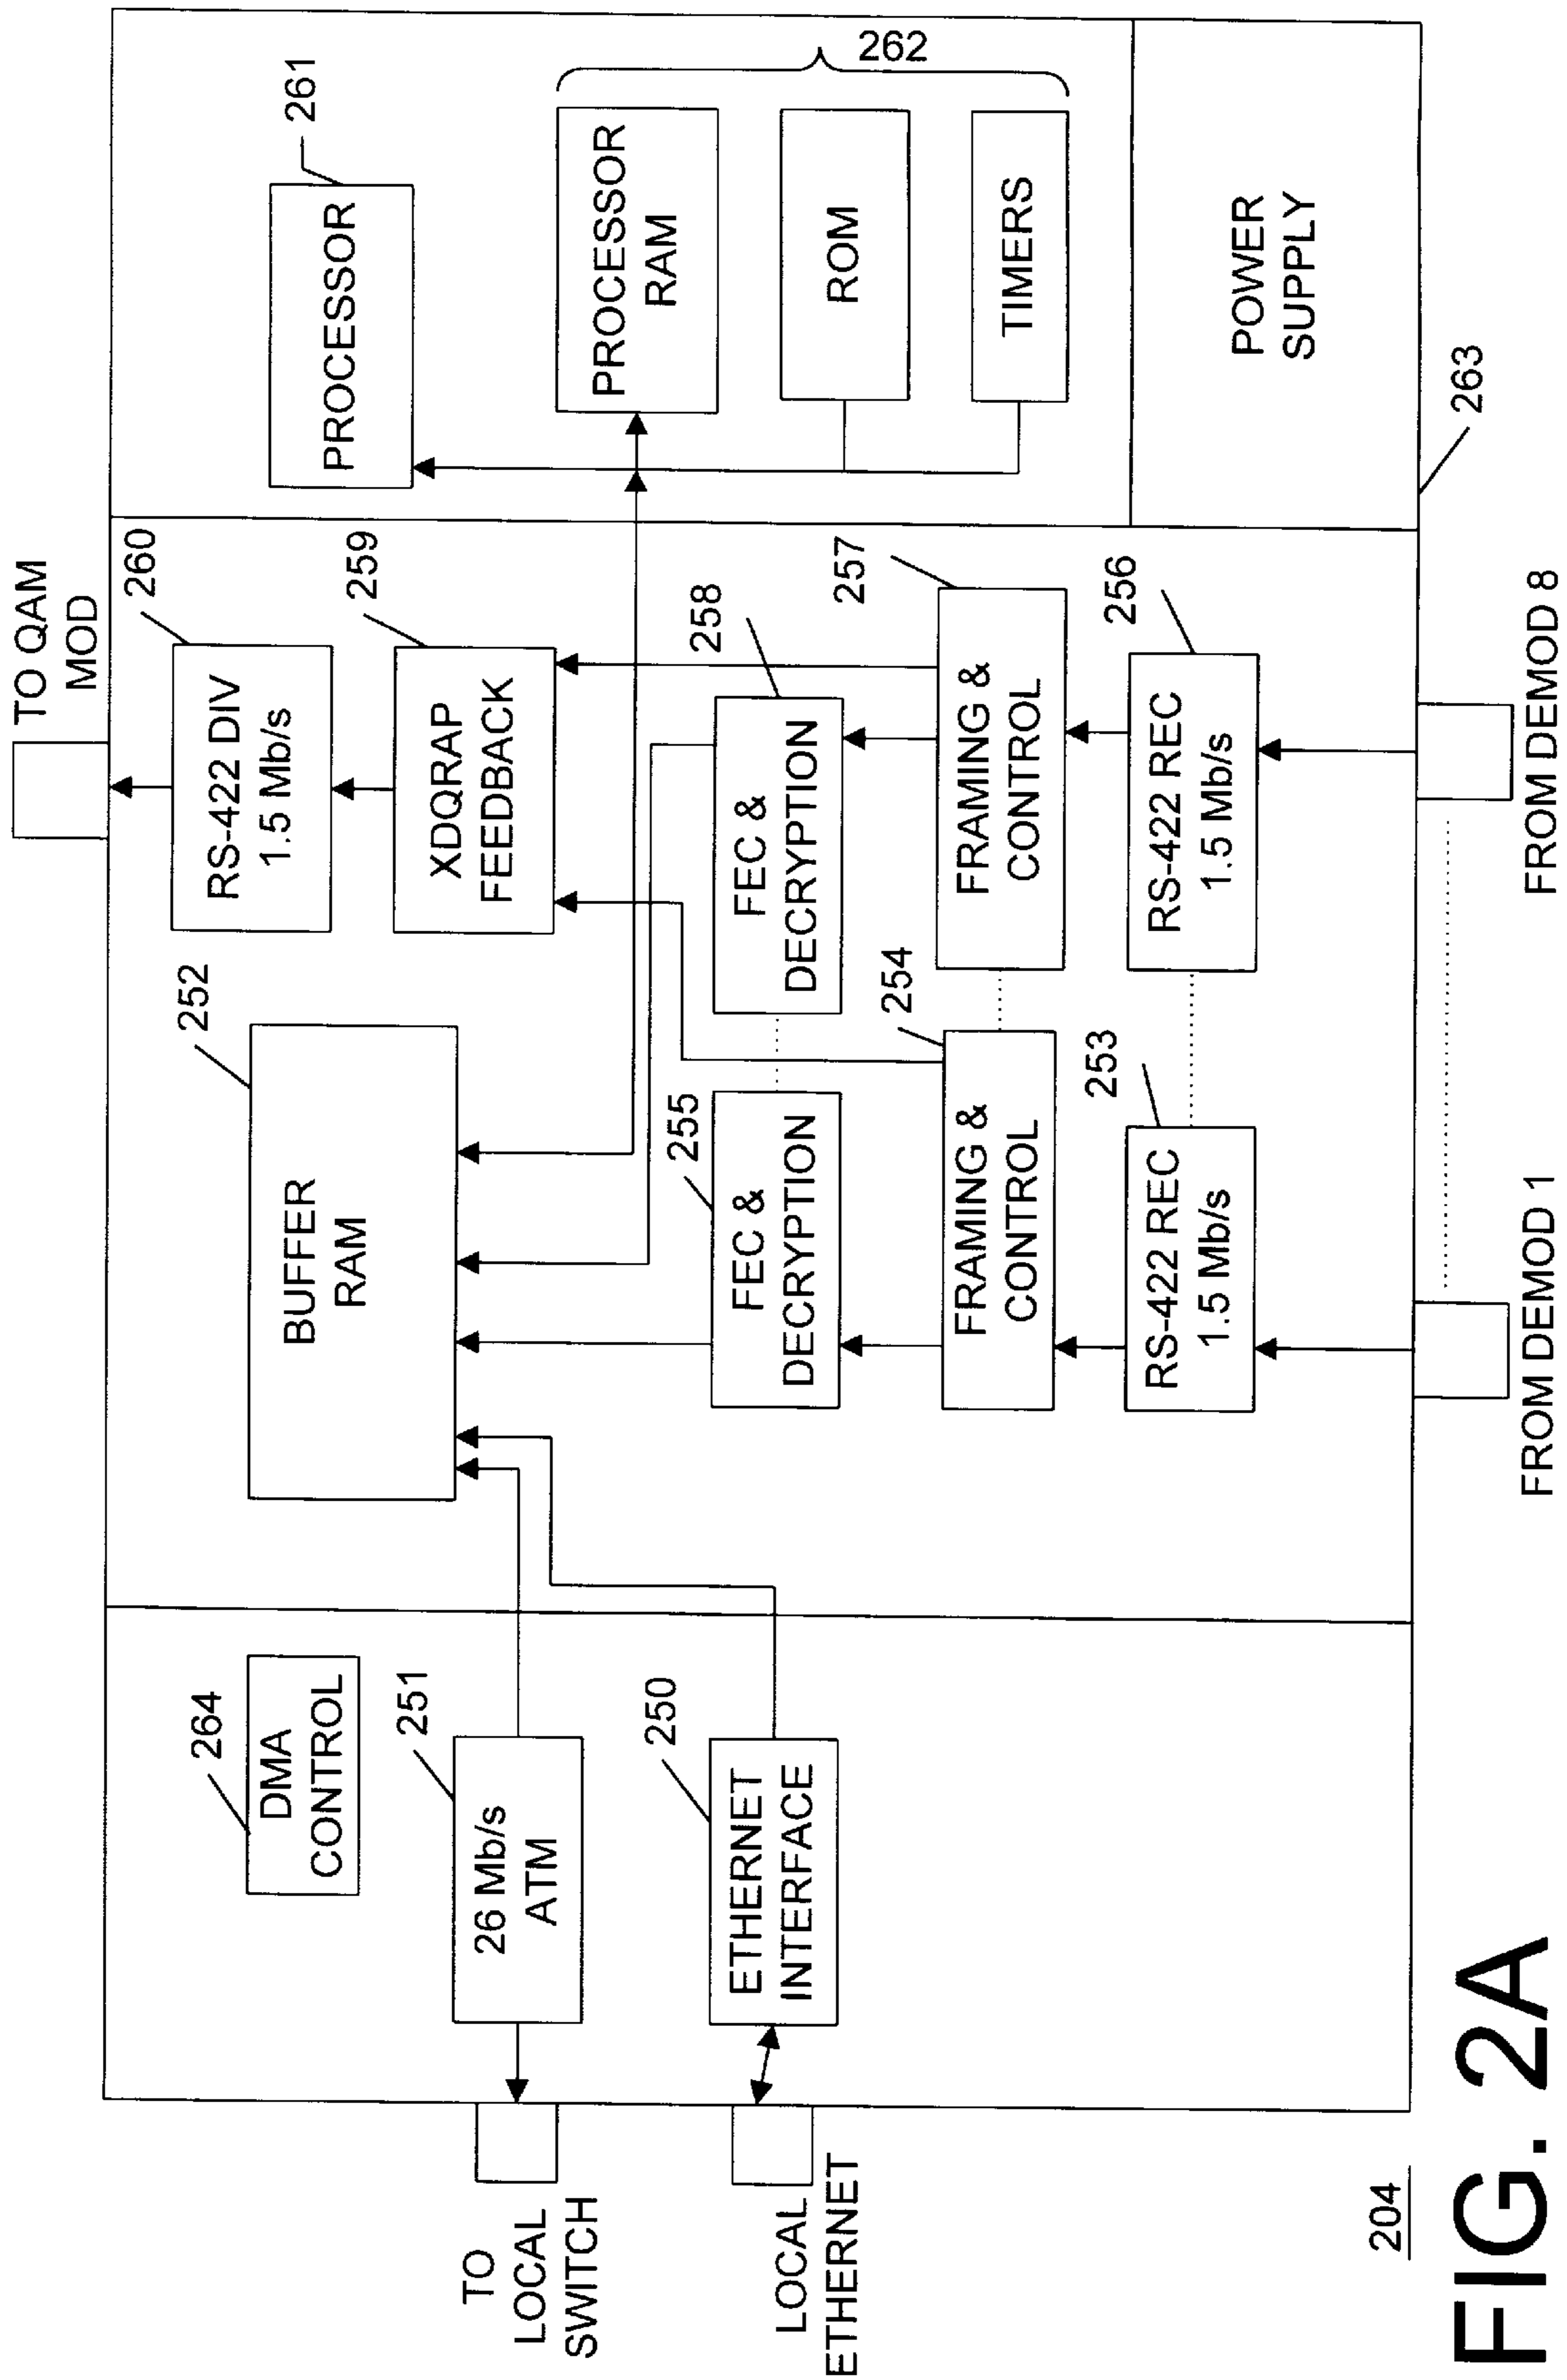 TO QAM
MOD
260
RS-422 DIV
1.5 Mb/s
259
XDQRAP
FEEDBACK
261
PROCESSOR
262
PROCESSOR
RAM
ROM
TIMERS
POWER
SUPPLY
263
252
BUFFER
RAM
264
DMA
CONTROL
251
26 Mb/s
ATM
250
ETHERNET
INTERFACE
TO
LOCAL
SWITCH
LOCAL
ETHERNET
255
FEC &
DECRYPTION
258
FEC &
DECRYPTION
254
FRAMING &
CONTROL
257
FRAMING &
CONTROL
253
RS-422 REC
1.5 Mb/s
256
RS-422 REC
1.5 Mb/s
FROM DEMOD 1
FROM DEMOD 8
204
FIG. 2A